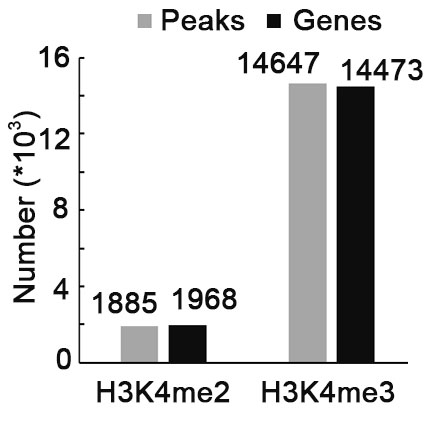 Peaks Genes
Number (*10³)
16
12
8
4
0
14647 14473
1885 1968
H3K4me2 H3K4me3